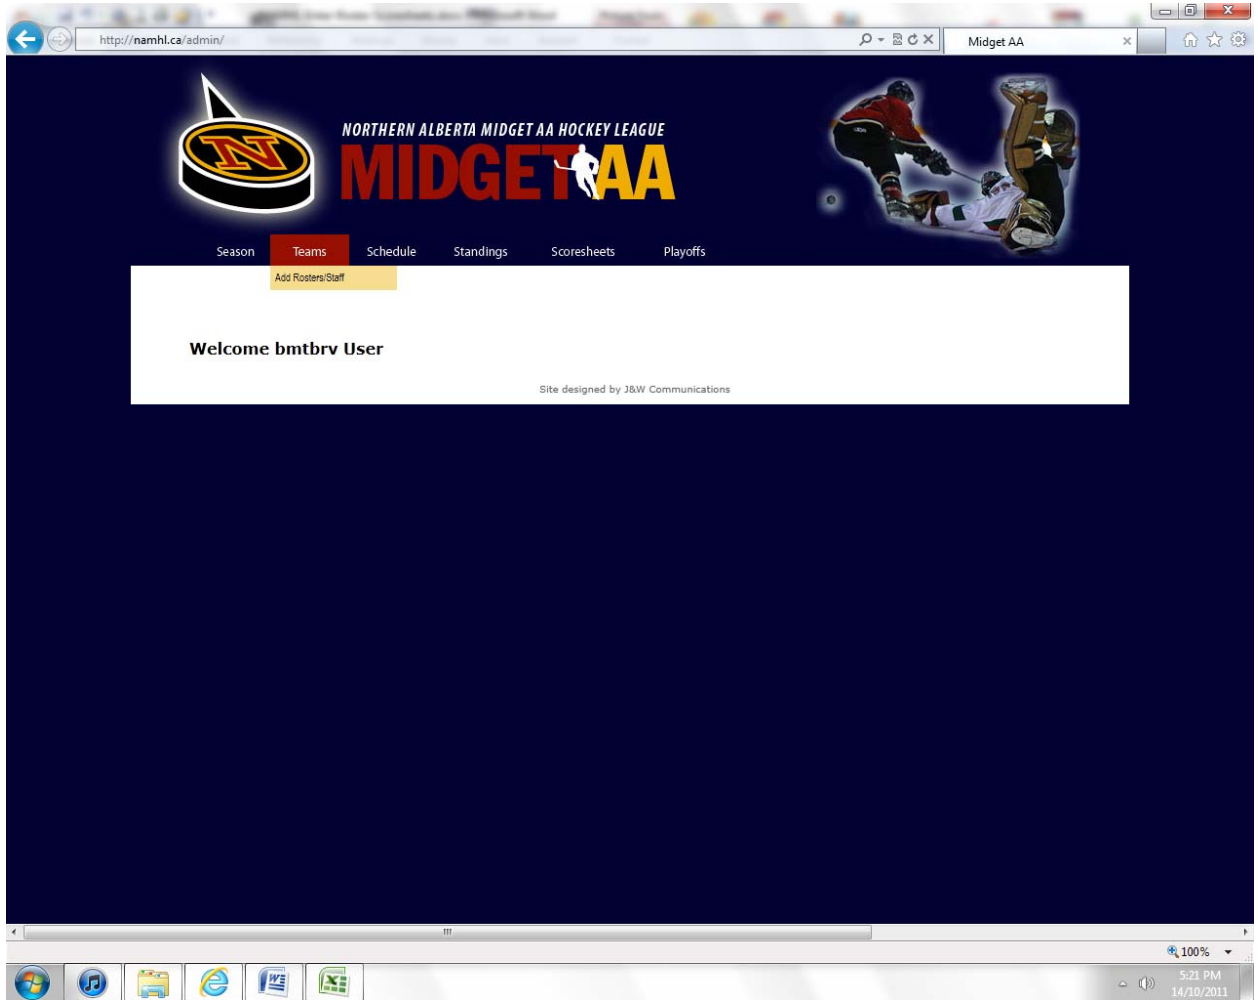 http://namhl.ca/admin/
Midget AA
N
NORTHERN ALBERTA MIDGET AA HOCKEY LEAGUE
MIDGET AA
Season Teams Schedule Standings Scoresheets Playoffs
Add Rosters/Staff
Welcome bmtbrv User
Site designed by J&W Communications
100%
5:21 PM
14/10/2011